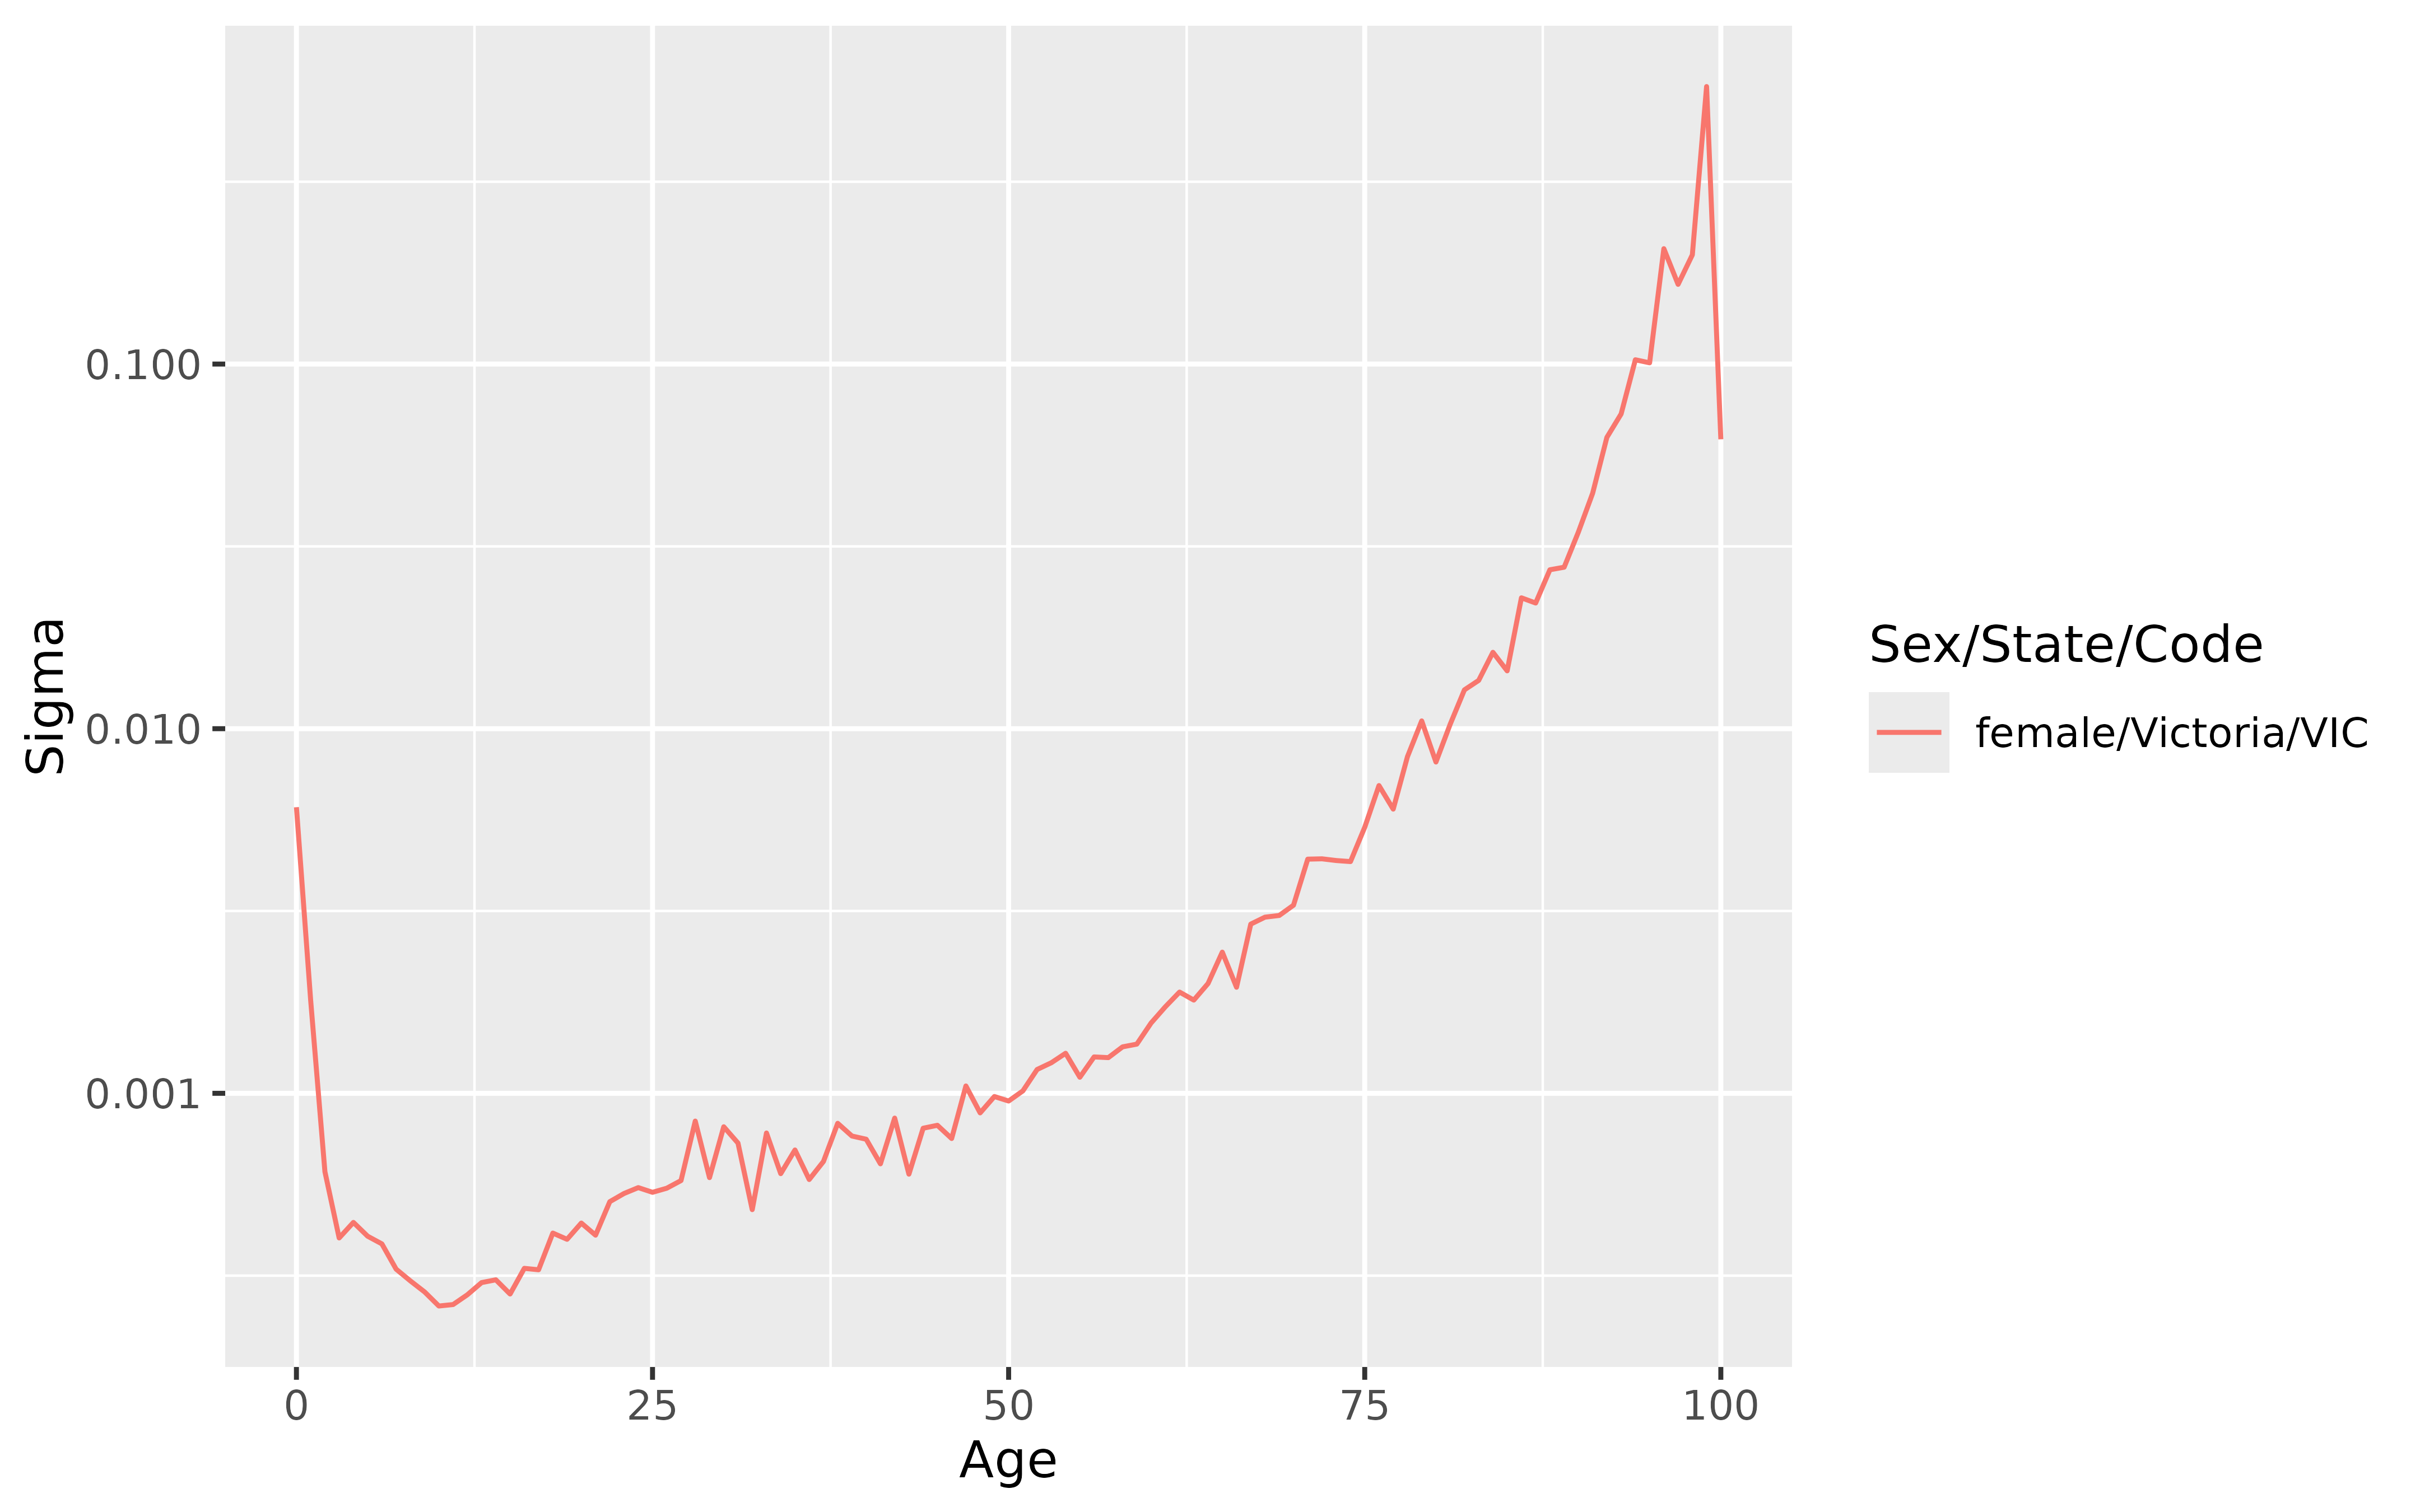 Sigma
0.100
0.010
0.001
0 25 50 75 100
Age
Sex/State/Code
female/Victoria/VIC